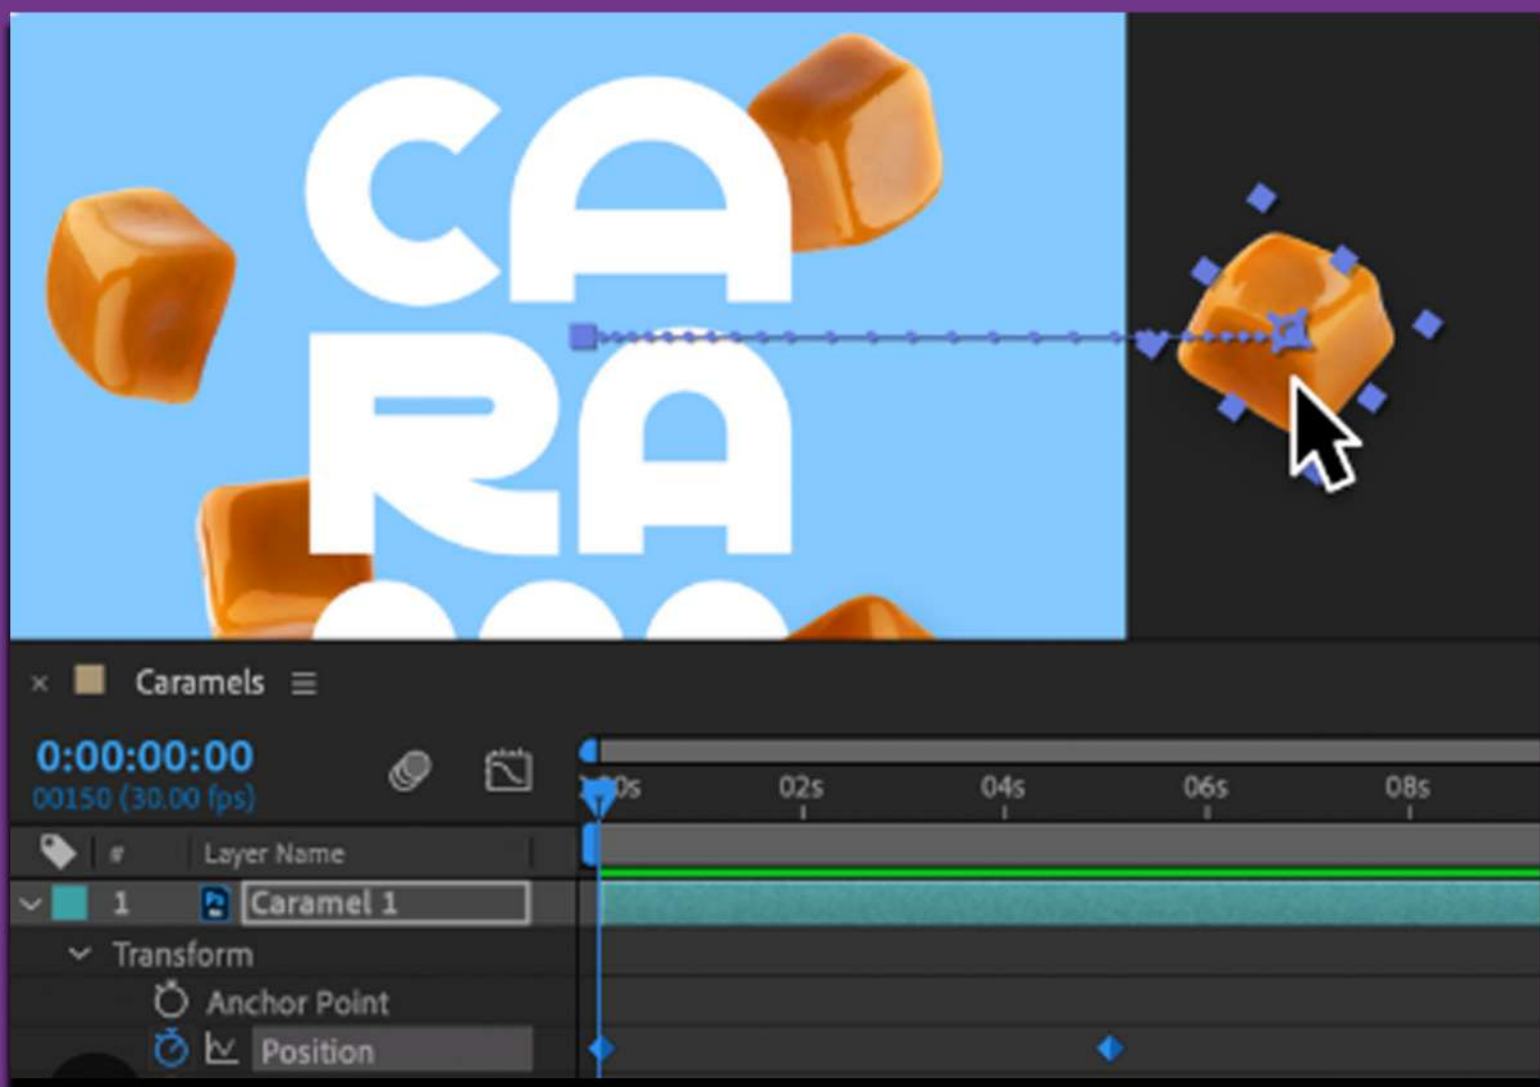 CA
RA
Caramels
0:00:00:00
00150 (30.00 fps)
02s 04s 06s 08s
# Layer Name
1 Ps Caramel 1
Transform
Anchor Point
Position